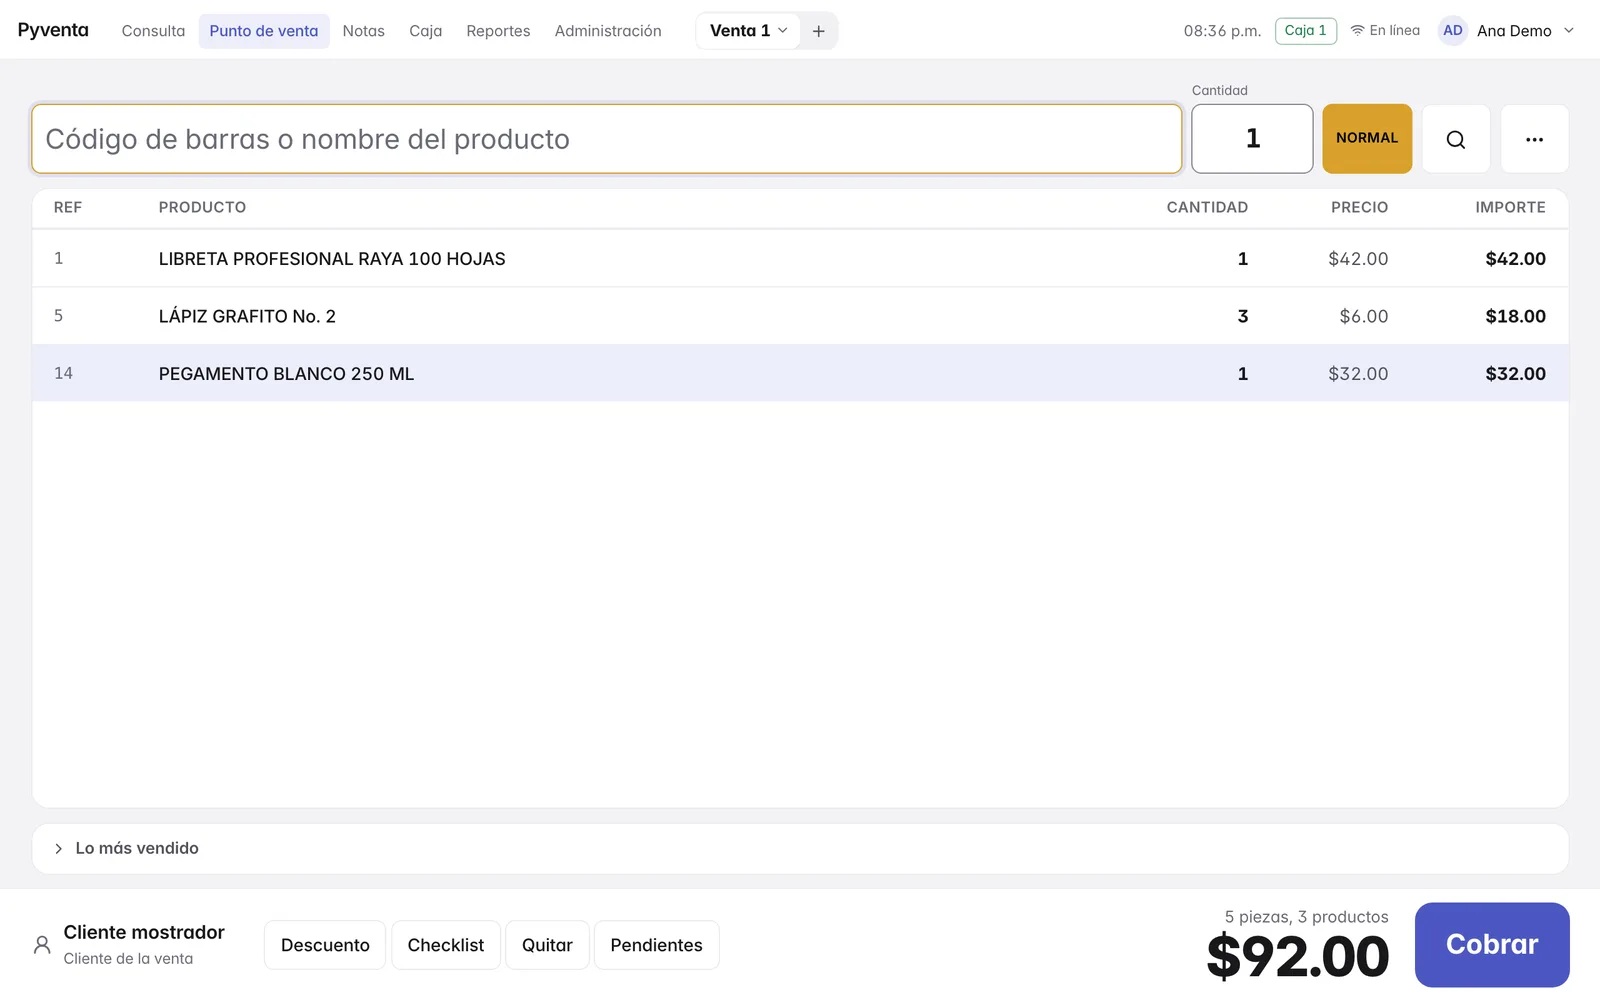 Pyventa Consulta Punto de venta Notas Caja Reportes Administración Venta 1 + 08:36 p.m. Caja 1 En línea AD Ana Demo
Cantidad
Código de barras o nombre del producto 1 NORMAL ...
REF PRODUCTO CANTIDAD PRECIO IMPORTE
1 LIBRETA PROFESIONAL RAYA 100 HOJAS 1 $42.00 $42.00
5 LÁPIZ GRAFITO No. 2 3 $6.00 $18.00
14 PEGAMENTO BLANCO 250 ML 1 $32.00 $32.00
Lo más vendido
Cliente mostrador
Cliente de la venta
Descuento Checklist Quitar Pendientes
5 piezas, 3 productos
$92.00
Cobrar